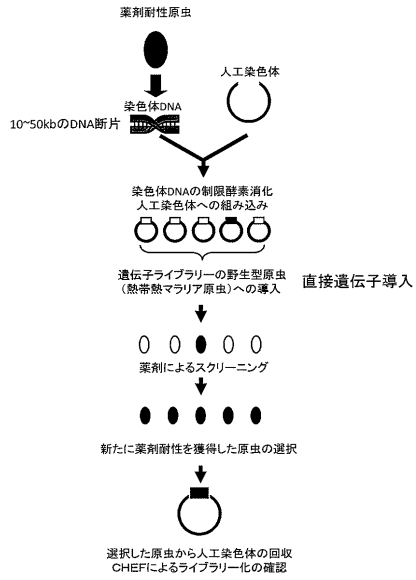 薬剤耐性原虫
人工染色体
染色体DNA
10~50kbのDNA断片
染色体DNAの制限酵素消化
人工染色体への組み込み
遺伝子ライブラリーの野生型原虫
(熱帯熱マラリア原虫)への導入
直接遺伝子導入
薬剤によるスクリーニング
新たに薬剤耐性を獲得した原虫の選択
選択した原虫から人工染色体の回収
CHEFによるライブラリー化の確認